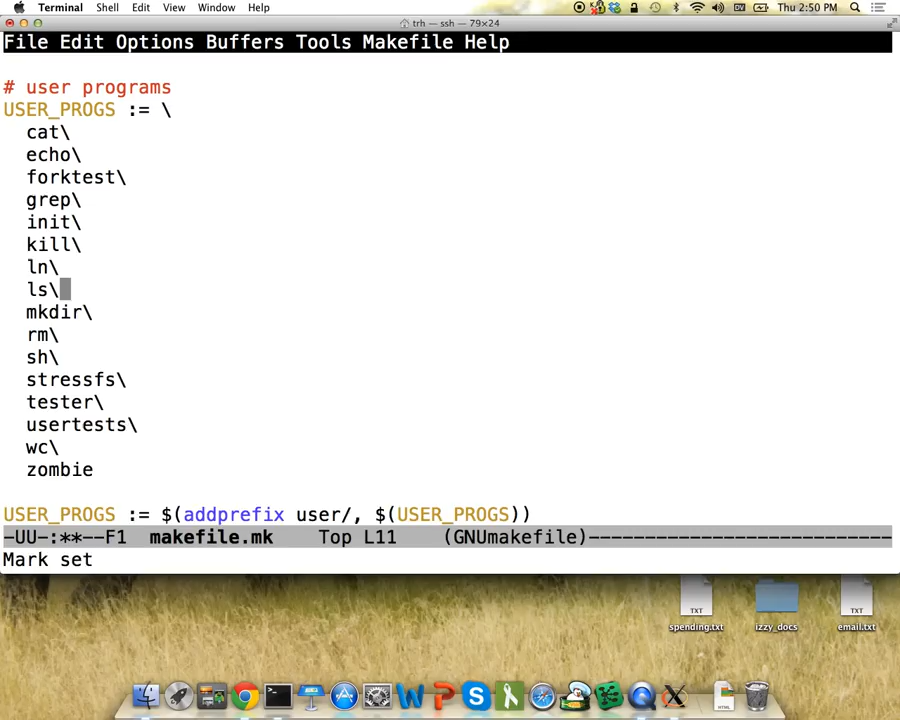 Terminal Shell Edit View Window Help Thu 2:50 PM
trh — ssh — 79×24
File Edit Options Buffers Tools Makefile Help
# user programs
USER_PROGS := \
cat\
echo\
forktest\
grep\
init\
kill\
ln\
ls\
mkdir\
rm\
sh\
stressfs\
tester\
usertests\
wc\
zombie
USER_PROGS := $(addprefix user/, $(USER_PROGS))
-UU-:**--F1 makefile.mk Top L11 (GNUmakefile)---------------------------
Mark set
TXT TXT
spending.txt izzy_docs email.txt
HTML